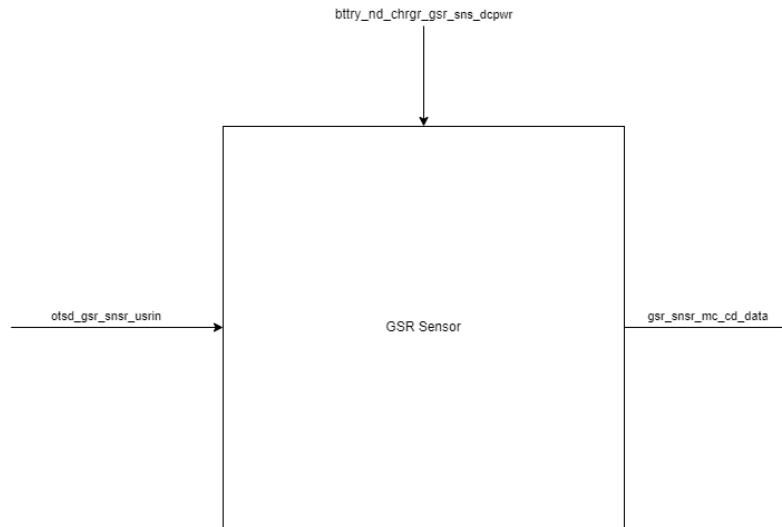 bttry_nd_chrgr_gsr_sns_dcpwr
otsd_gsr_snsr_usrin
GSR Sensor
gsr_snsr_mc_cd_data